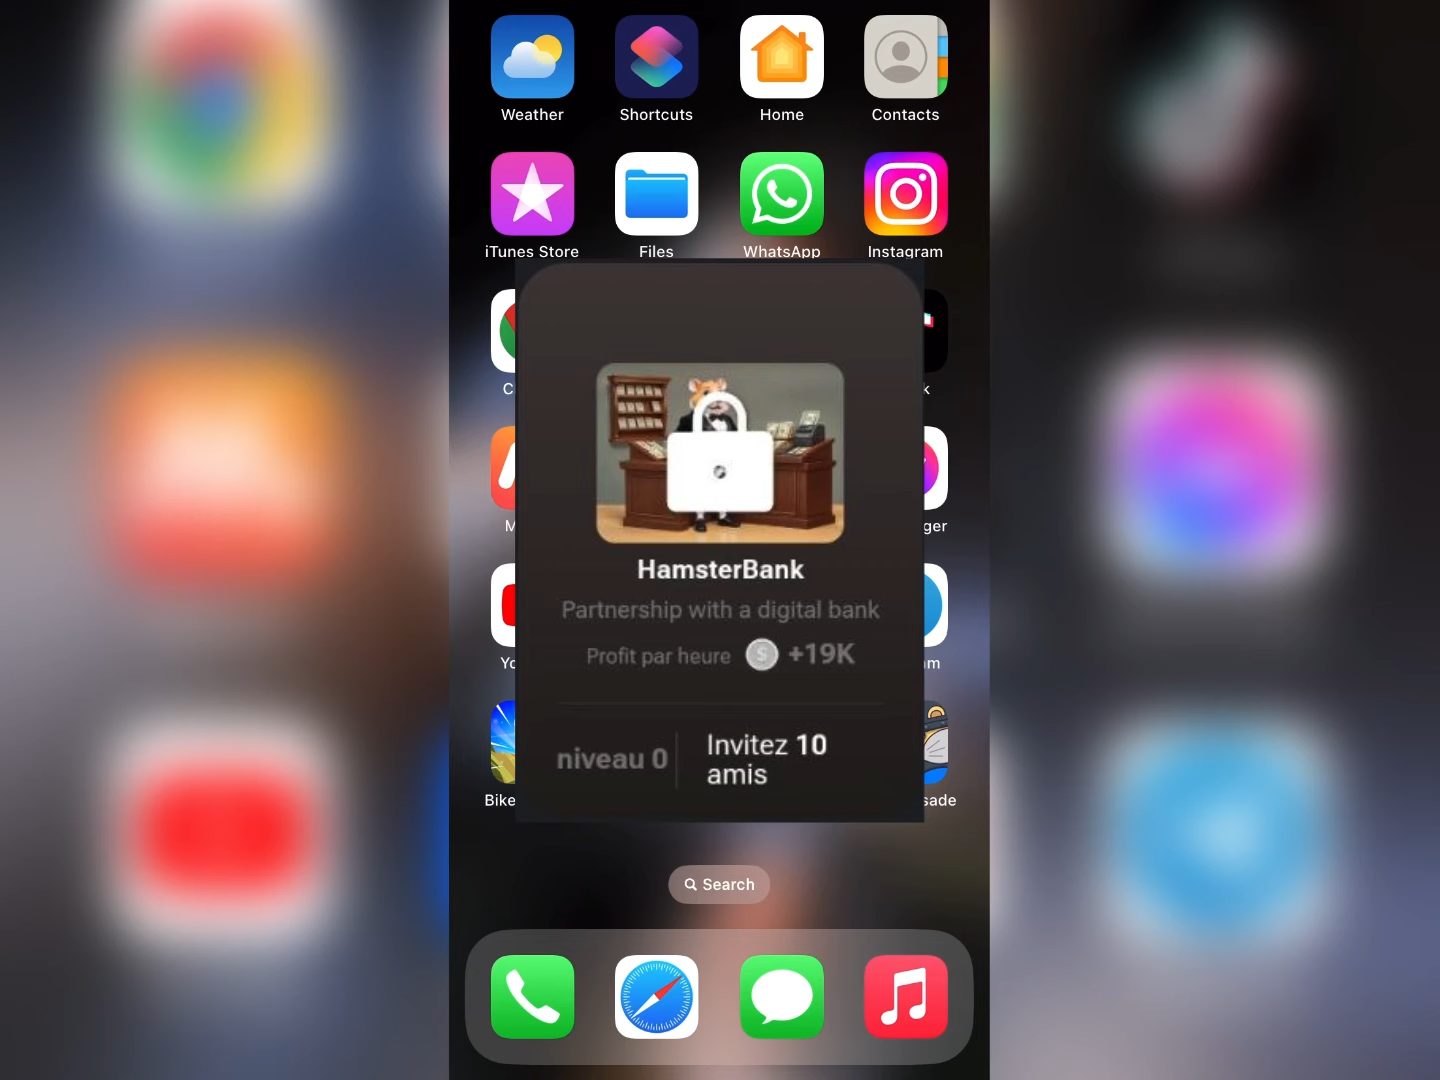 Weather Shortcuts Home Contacts
iTunes Store Files WhatsApp Instagram
HamsterBank
Partnership with a digital bank
Profit par heure +19K
niveau 0
Invitez 10
amis
Bike
Search